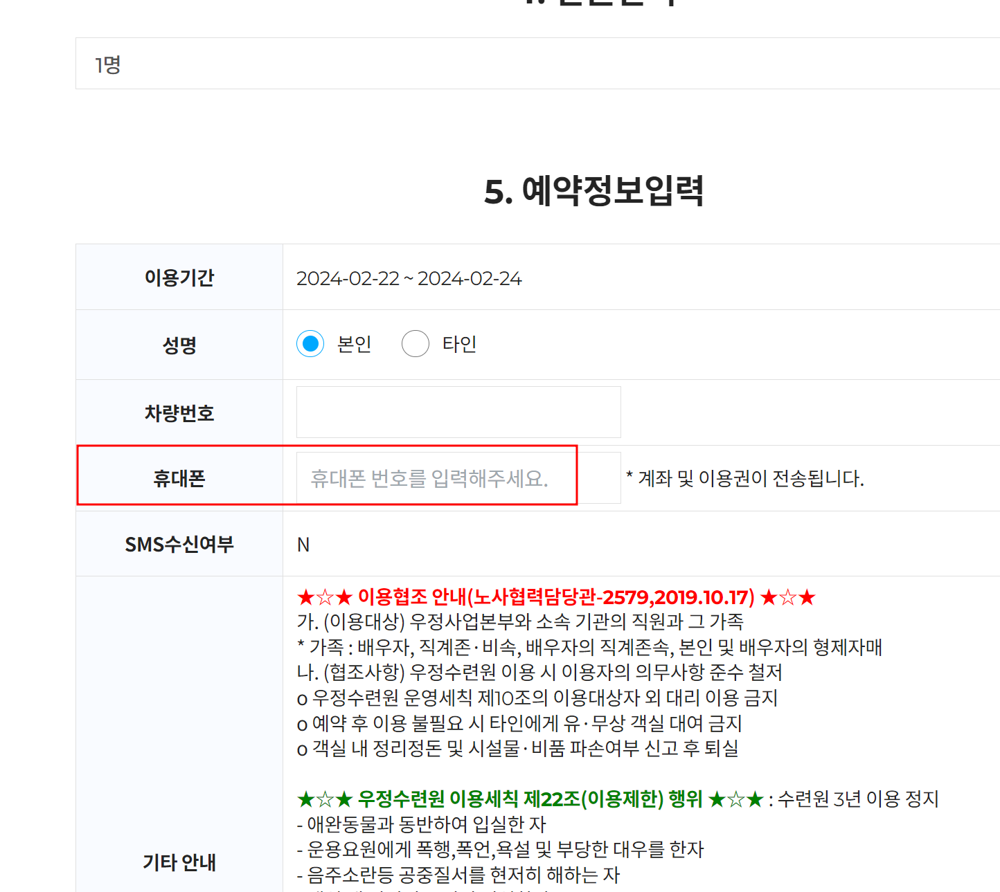 1명
5. 예약정보입력
이용기간
2024-02-22 ~ 2024-02-24
성명
본인 타인
차량번호
휴대폰
휴대폰 번호를 입력해주세요.
* 계좌 및 이용권이 전송됩니다.
SMS수신여부
N
기타 안내
★☆★ 이용협조 안내(노사협력담당관-2579,2019.10.17) ★☆★
가. (이용대상) 우정사업본부와 소속 기관의 직원과 그 가족
* 가족 : 배우자, 직계존·비속, 배우자의 직계존속, 본인 및 배우자의 형제자매
나. (협조사항) 우정수련원 이용 시 이용자의 의무사항 준수 철저
o 우정수련원 운영세칙 제10조의 이용대상자 외 대리 이용 금지
o 예약 후 이용 불필요 시 타인에게 유·무상 객실 대여 금지
o 객실 내 정리정돈 및 시설물·비품 파손여부 신고 후 퇴실
★☆★ 우정수련원 이용세칙 제22조(이용제한) 행위 ★☆★ : 수련원 3년 이용 정지
- 애완동물과 동반하여 입실한 자
- 운용요원에게 폭행,폭언,욕설 및 부당한 대우를 한자
- 음주소란등 공중질서를 현저히 해하는 자